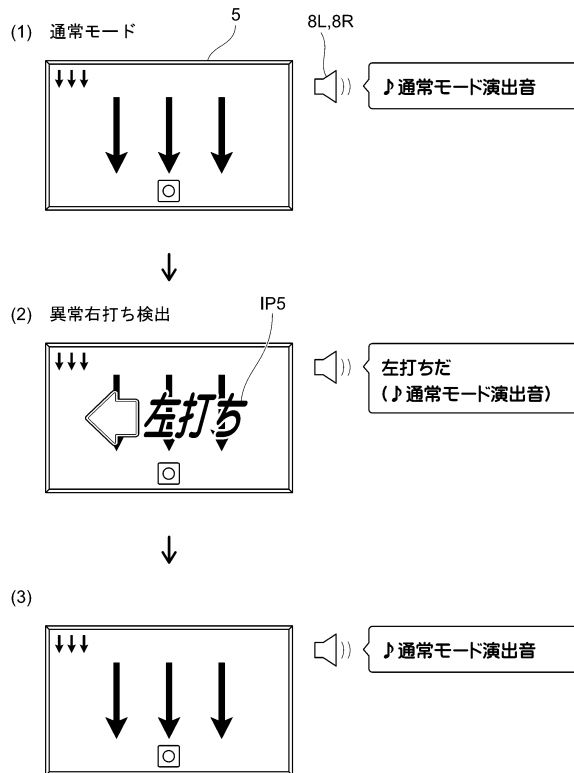 (1) 通常モード
5
8L,8R
♪通常モード演出音
(2) 異常右打ち検出
IP5
左打ち
左打ちだ
(♪通常モード演出音)
(3)
♪通常モード演出音